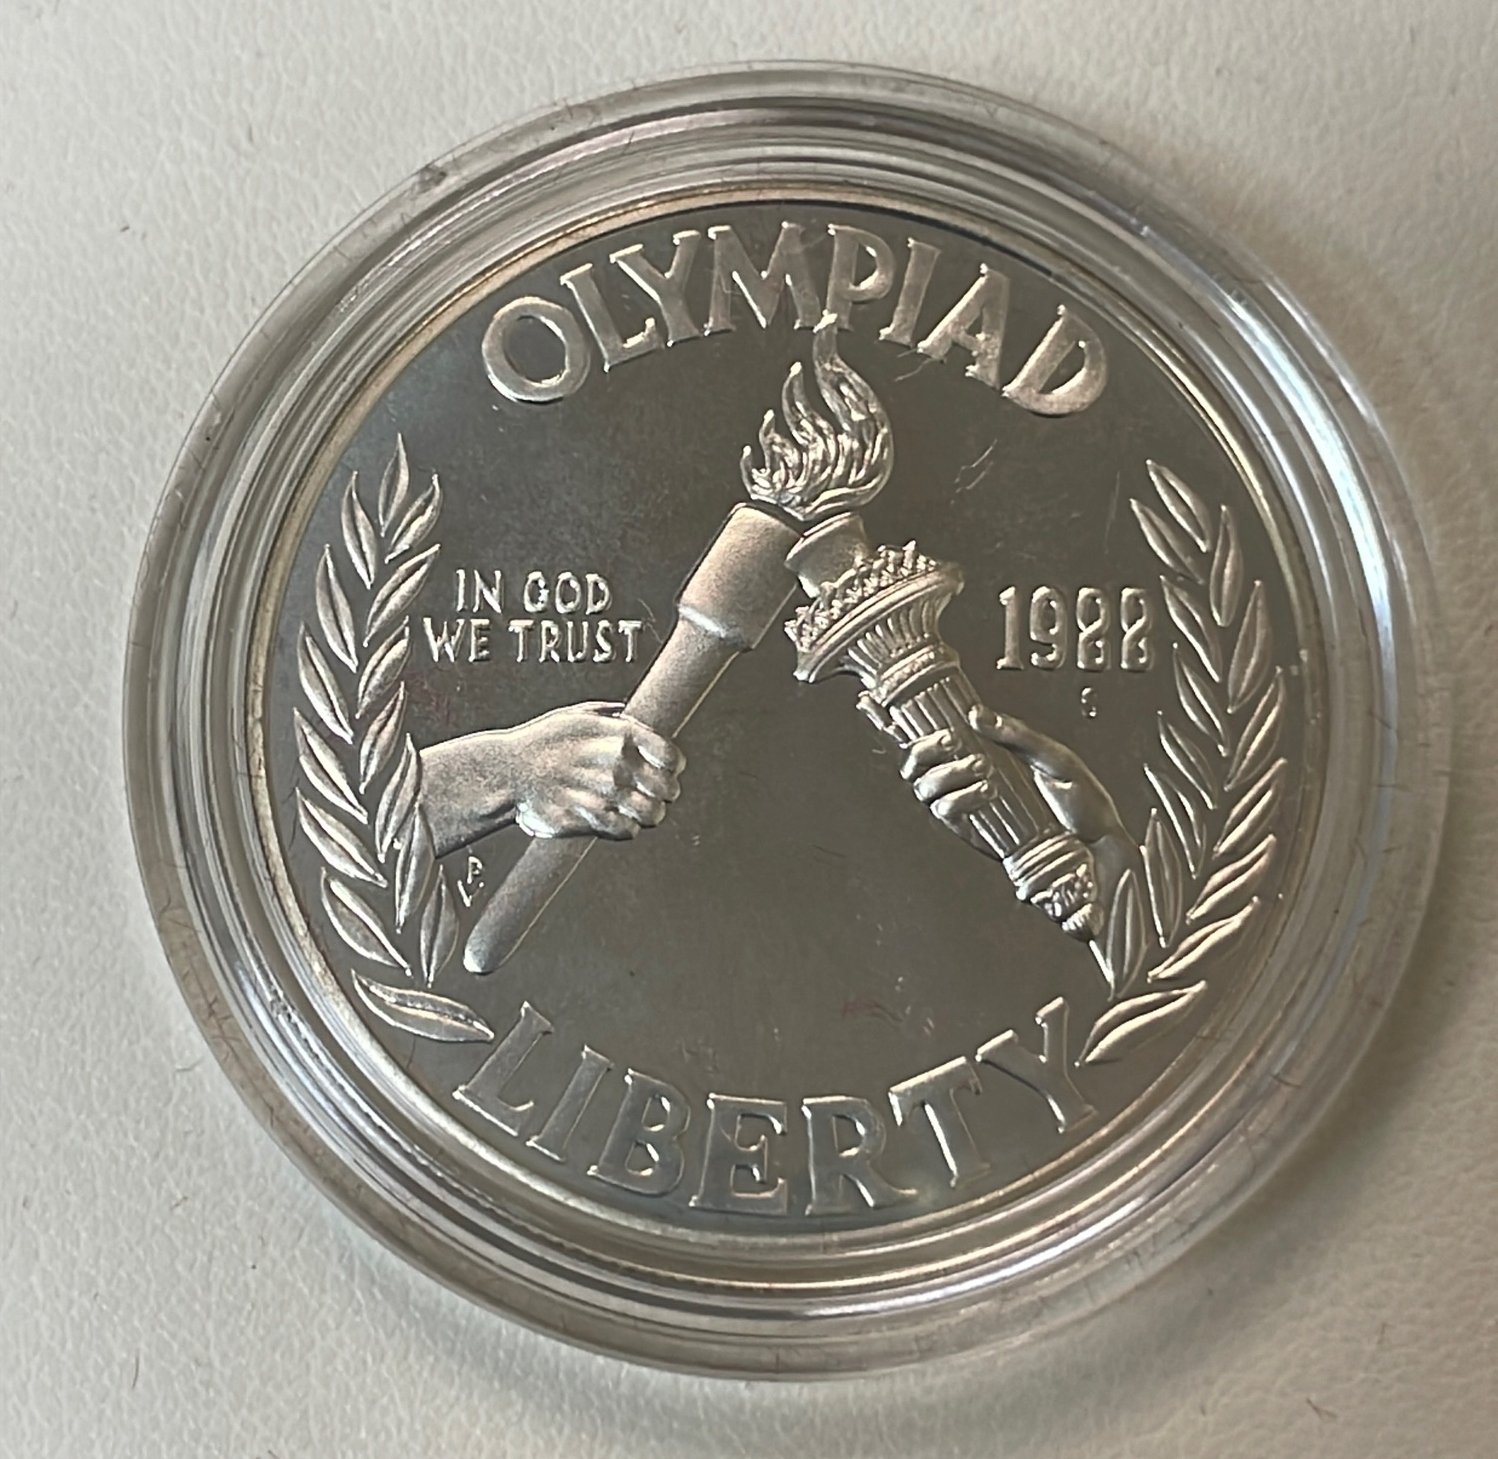 OLYMPIAD
IN GOD
WE TRUST
1988
S
LIBERTY